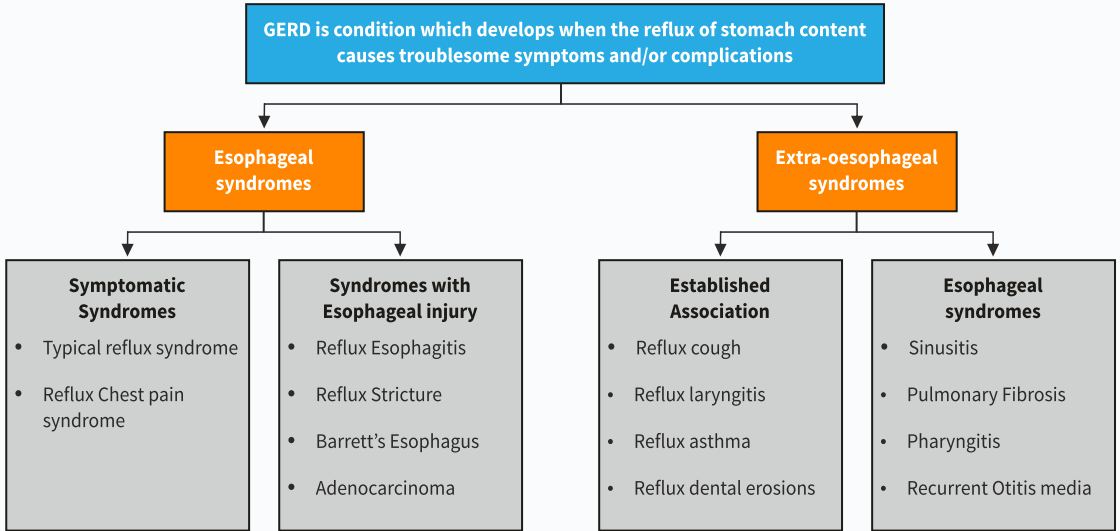 GERD is condition which develops when the reflux of stomach content
causes troublesome symptoms and/or complications
Esophageal
syndromes
Extra-oesophageal
syndromes
Symptomatic
Syndromes
• Typical reflux syndrome
• Reflux Chest pain
syndrome
Syndromes with
Esophageal injury
• Reflux Esophagitis
• Reflux Stricture
• Barrett’s Esophagus
• Adenocarcinoma
Established
Association
• Reflux cough
• Reflux laryngitis
• Reflux asthma
• Reflux dental erosions
Esophageal
syndromes
• Sinusitis
• Pulmonary Fibrosis
• Pharyngitis
• Recurrent Otitis media